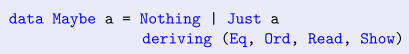 data Maybe a = Nothing | Just a
deriving (Eq, Ord, Read, Show)